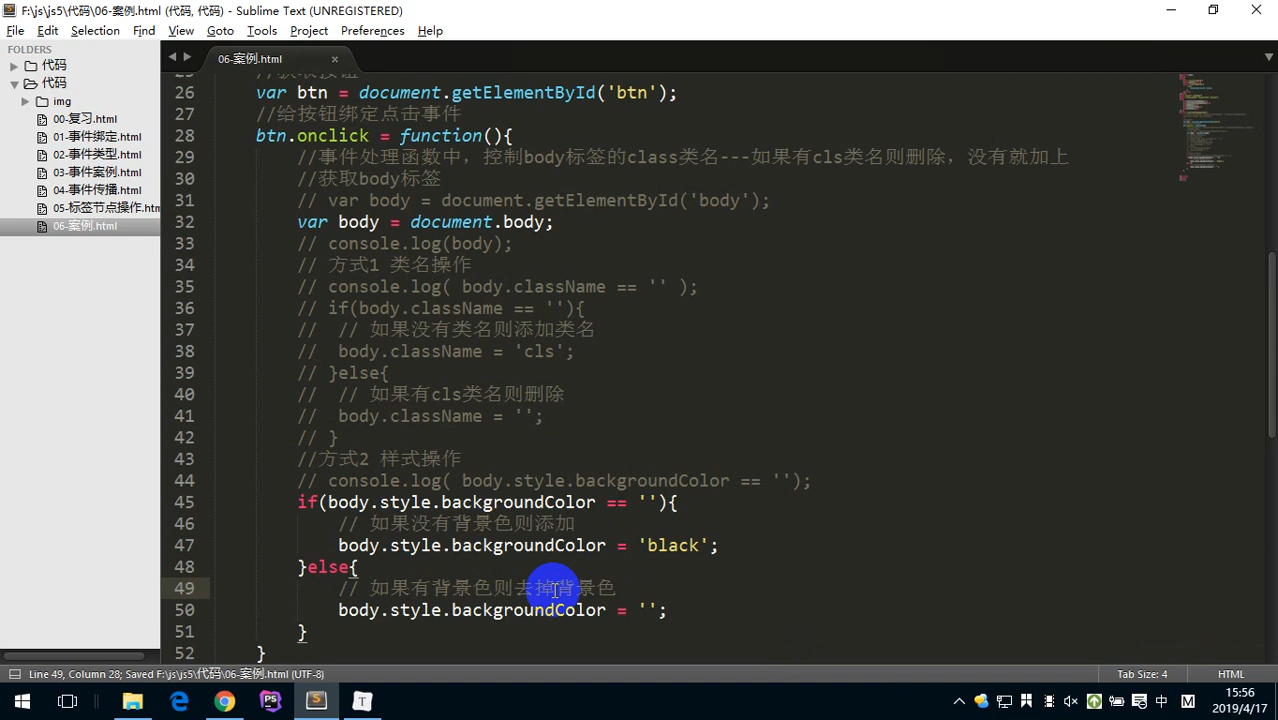 F:\js\js5\代码\06-案例.html (代码, 代码) - Sublime Text (UNREGISTERED)
File Edit Selection Find View Goto Tools Project Preferences Help
FOLDERS
代码
代码
img
00-复习.html
01-事件绑定.html
02-事件类型.html
03-事件案例.html
04-事件传播.html
05-标签节点操作.htm
06-案例.html
06-案例.html ×
25 //获取按钮
26 var btn = document.getElementById('btn');
27 //给按钮绑定点击事件
28 btn.onclick = function(){
29 //事件处理函数中，控制body标签的class类名---如果有cls类名则删除，没有就加上
30 //获取body标签
31 // var body = document.getElementById('body');
32 var body = document.body;
33 // console.log(body);
34 // 方式1 类名操作
35 // console.log( body.className == '' );
36 // if(body.className == ''){
37 //  // 如果没有类名则添加类名
38 //  body.className = 'cls';
39 // }else{
40 //  // 如果有cls类名则删除
41 //  body.className = '';
42 // }
43 //方式2 样式操作
44 // console.log( body.style.backgroundColor == '');
45 if(body.style.backgroundColor == ''){
46 // 如果没有背景色则添加
47 body.style.backgroundColor = 'black';
48 }else{
49 // 如果有背景色则去掉背景色
50 body.style.backgroundColor = '';
51 }
52 }
Line 49, Column 28; Saved F:\js\js5\代码\06-案例.html (UTF-8)
Tab Size: 4
HTML
PS
S
T
中
M
15:56
2019/4/17